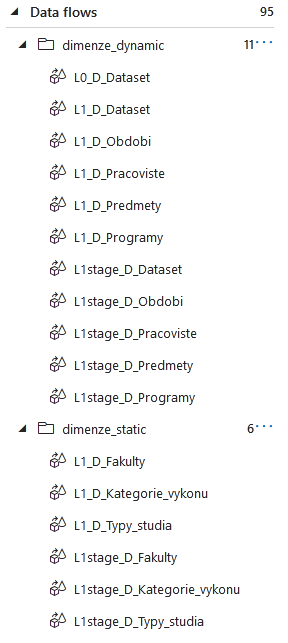 Data flows 95
dimenze_dynamic 11 ...
L0_D_Dataset
L1_D_Dataset
L1_D_Obdobi
L1_D_Pracoviste
L1_D_Predmety
L1_D_Programy
L1stage_D_Dataset
L1stage_D_Obdobi
L1stage_D_Pracoviste
L1stage_D_Predmety
L1stage_D_Programy
dimenze_static 6 ...
L1_D_Fakulty
L1_D_Kategorie_vykonu
L1_D_Typy_studia
L1stage_D_Fakulty
L1stage_D_Kategorie_vykonu
L1stage_D_Typy_studia